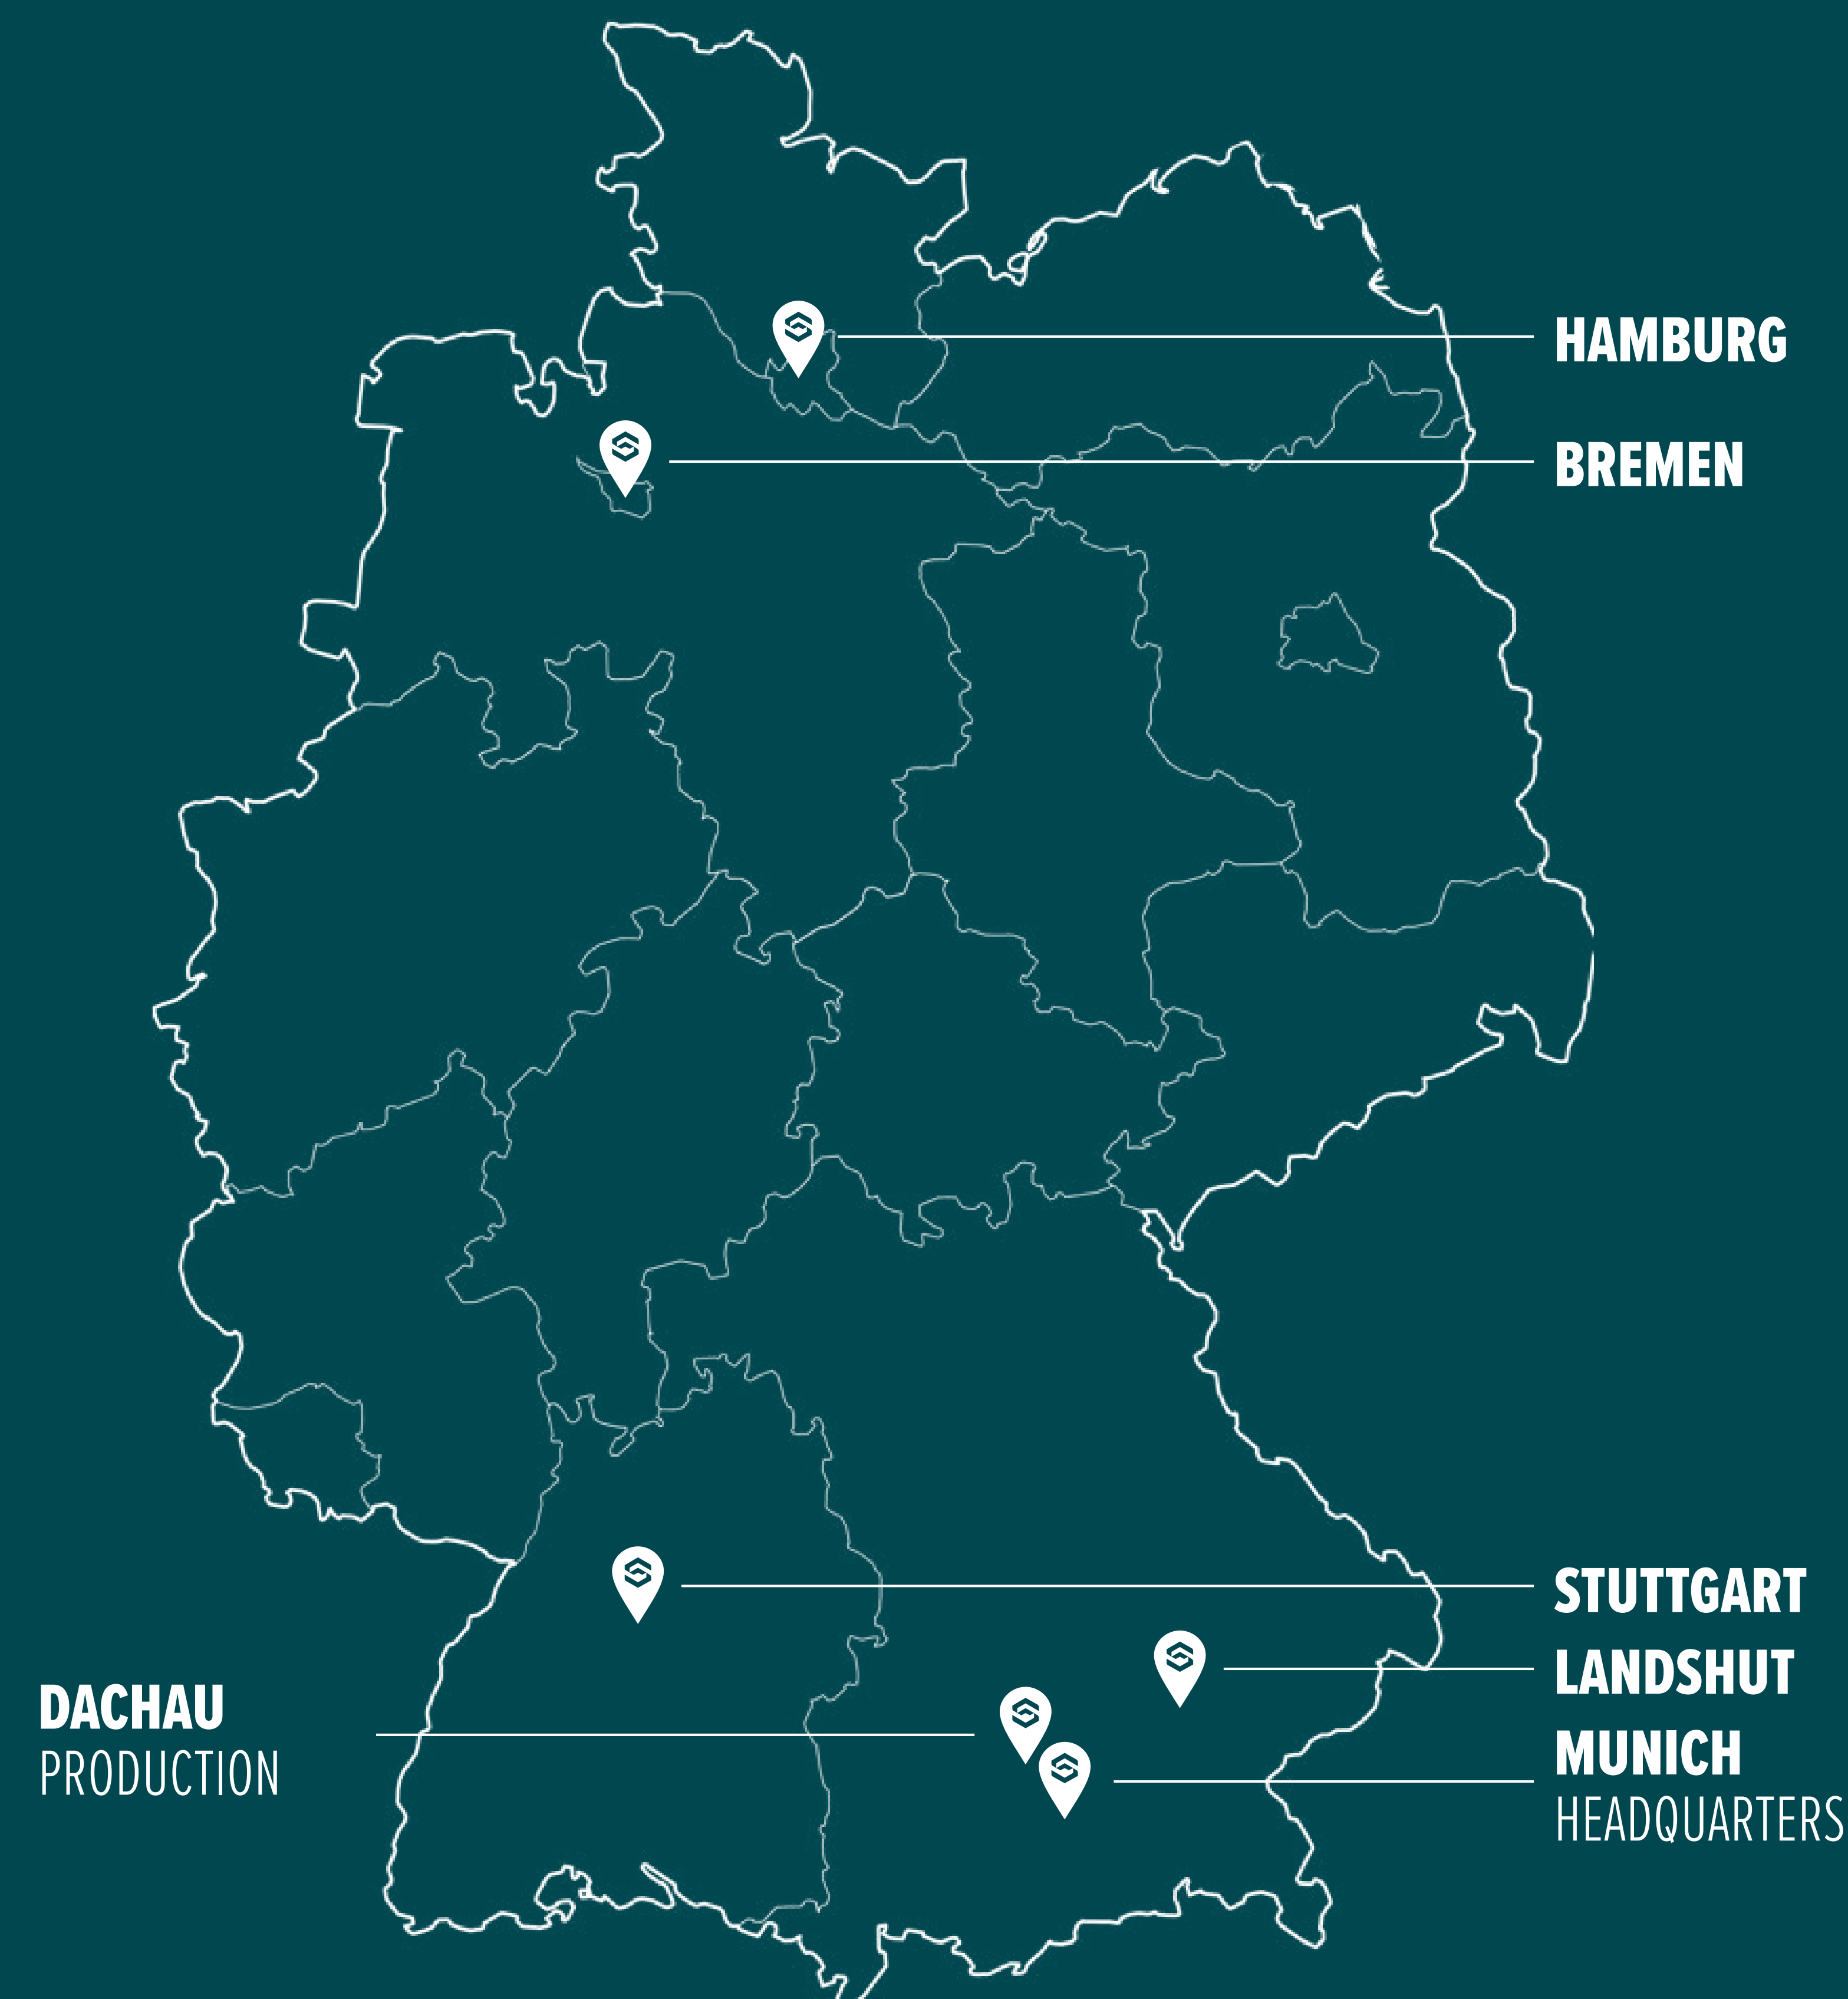 HAMBURG
BREMEN
STUTTGART
LANDSHUT
DACHAU
PRODUCTION
MUNICH
HEADQUARTERS